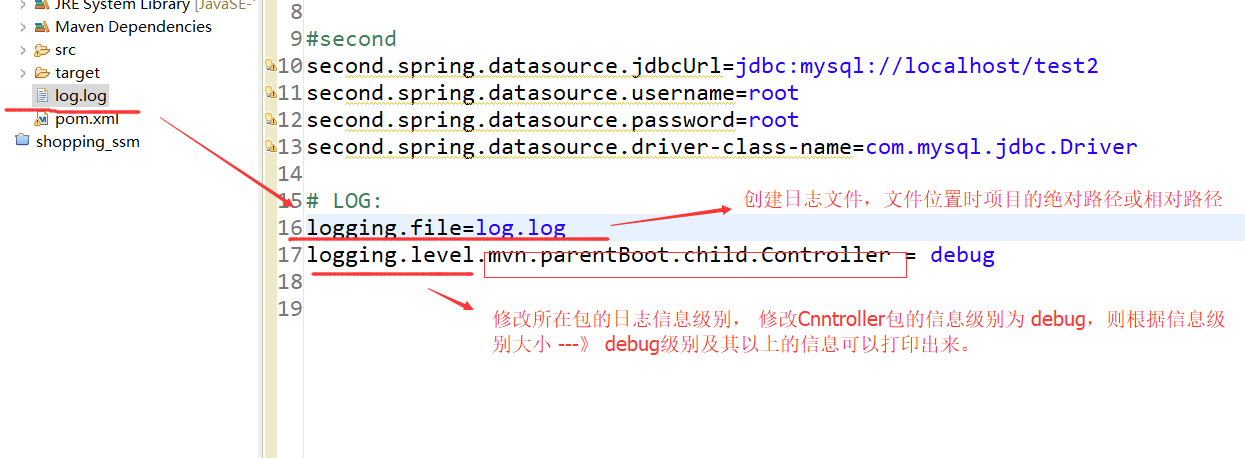 JRE System Library [JavaSE-
Maven Dependencies
src
target
log.log
pom.xml
shopping_ssm
8
9 #second
10 second.spring.datasource.jdbcUrl=jdbc:mysql://localhost/test2
11 second.spring.datasource.username=root
12 second.spring.datasource.password=root
13 second.spring.datasource.driver-class-name=com.mysql.jdbc.Driver
14
15 # LOG:
创建日志文件，文件位置时项目的绝对路径或相对路径
16 logging.file=log.log
17 logging.level.mvn.parentBoot.child.Controller = debug
18
19
修改所在包的日志信息级别， 修改Cnntroller包的信息级别为 debug，则根据信息级
别大小 ---》 debug级别及其以上的信息可以打印出来。